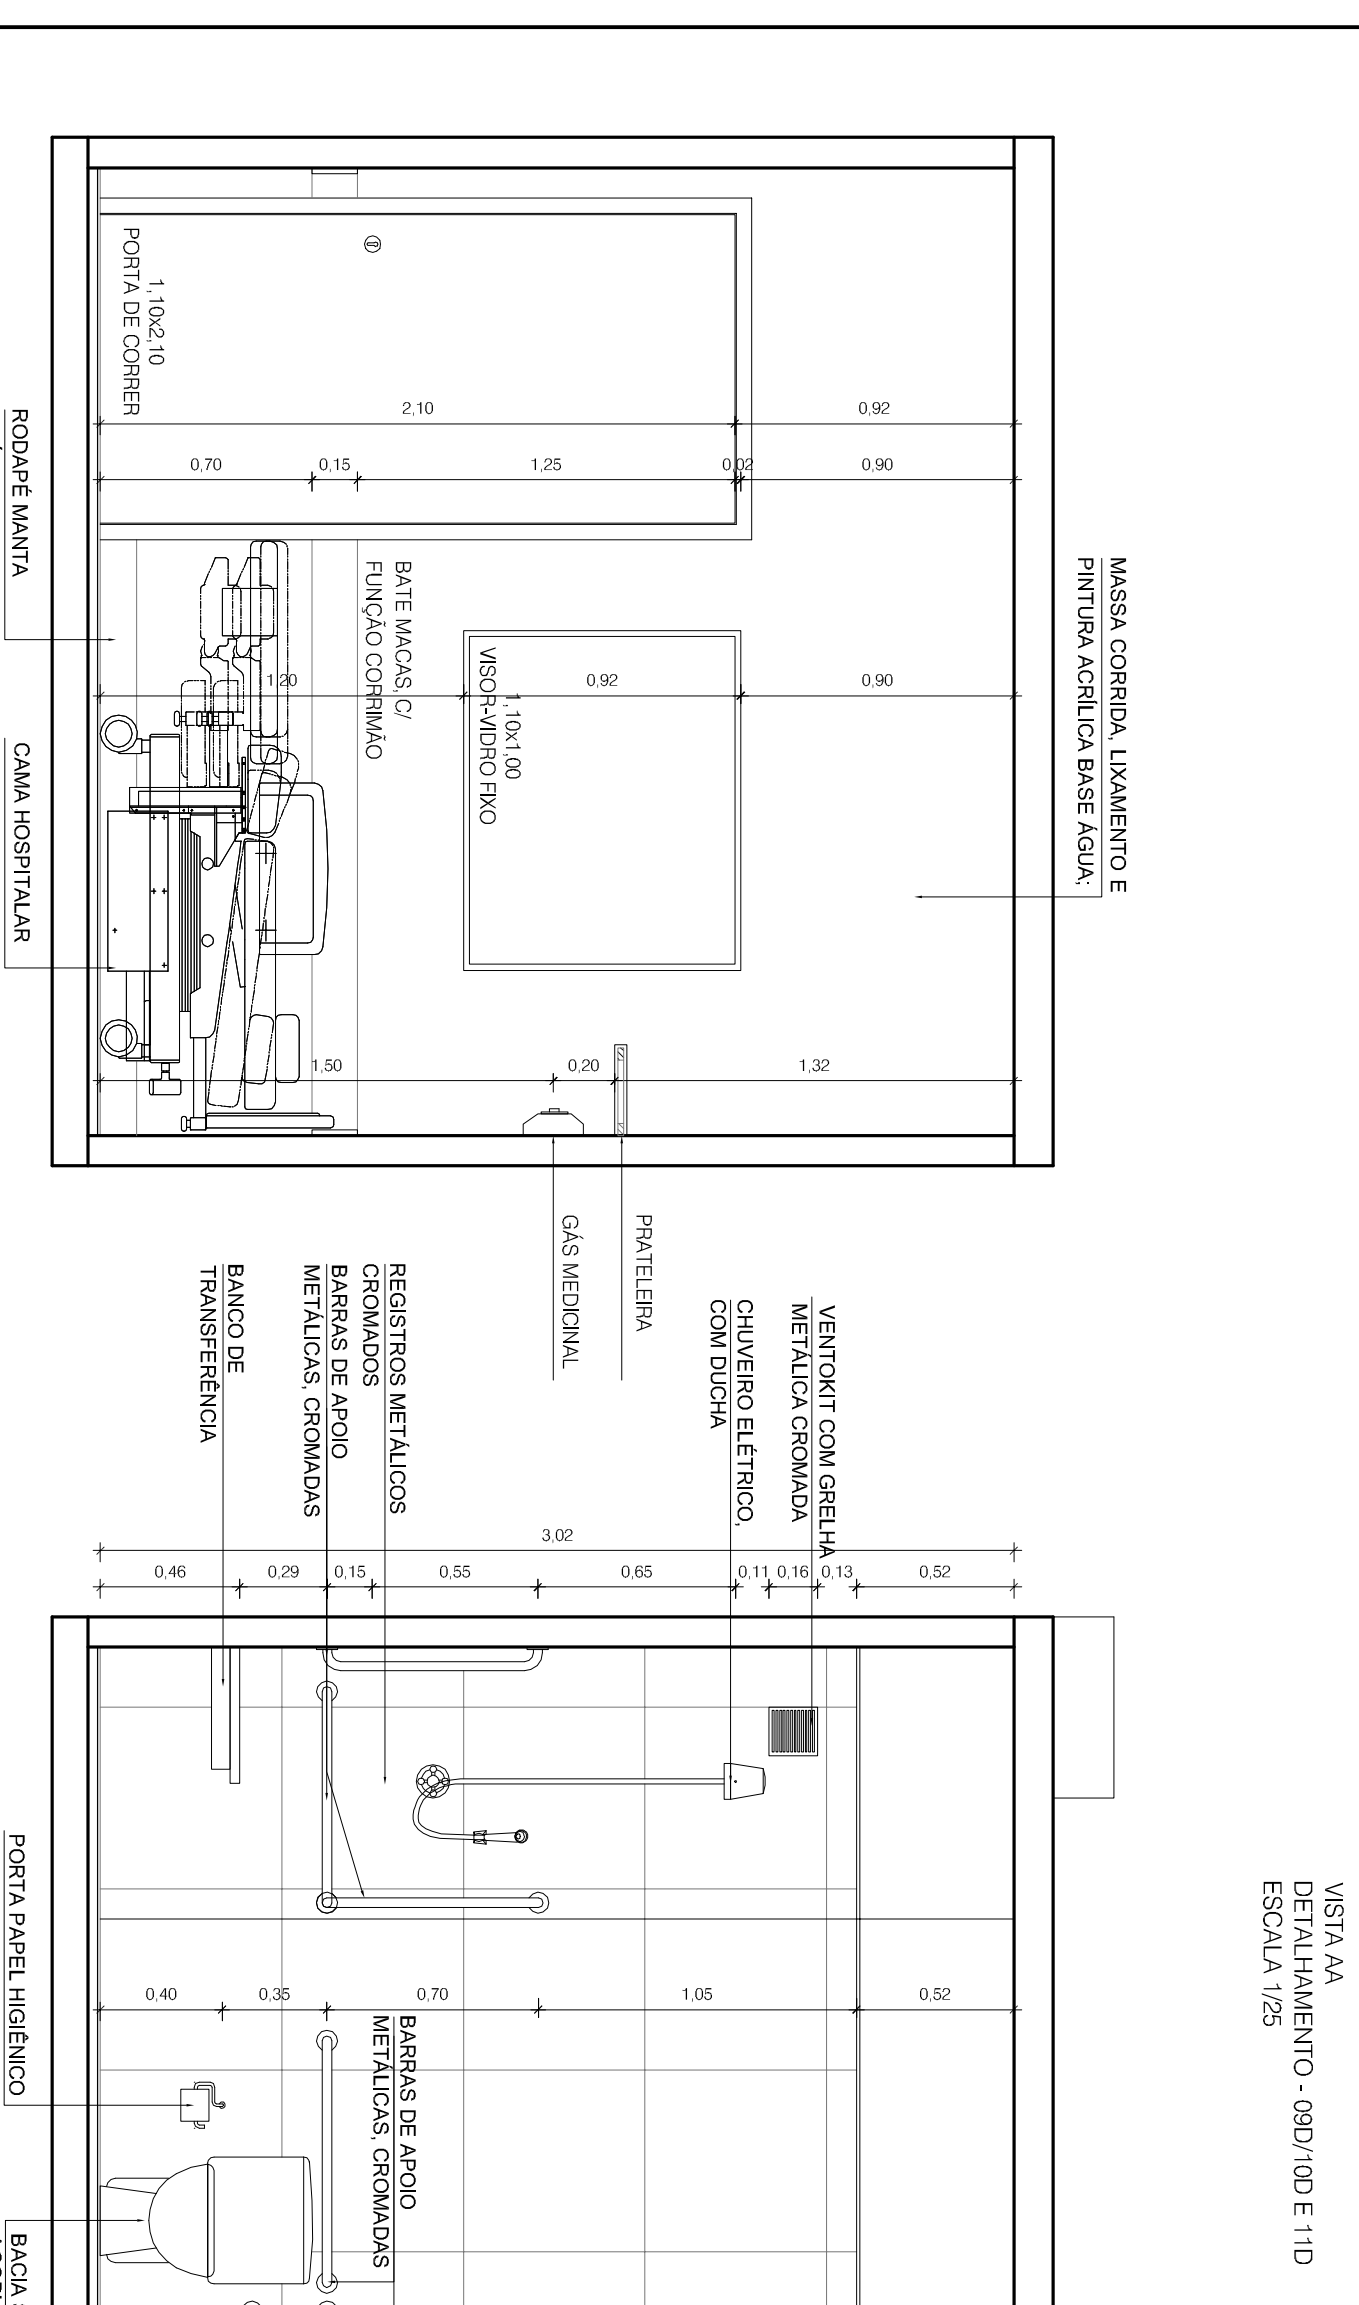 MASSA CORRIDA, LIXAMENTO E
PINTURA ACRÍLICA BASE ÁGUA;
0,92
2,10
0,90
0,02
1,25
0,15
0,70
PORTA DE CORRER
1,10x2,10
BATE MACAS, C/
FUNÇÃO CORRIMÃO
0,90
0,92
1,20
1,10x1,00
VISOR-VIDRO FIXO
1,32
0,20
1,50
RODAPÉ MANTA
CAMA HOSPITALAR
PRATELEIRA
GÁS MEDICINAL
VENTOKIT COM GRELHA
METÁLICA CROMADA
CHUVEIRO ELÉTRICO,
COM DUCHA
REGISTROS METÁLICOS
CROMADOS
BARRAS DE APOIO
METÁLICAS, CROMADAS
BANCO DE
TRANSFERÊNCIA
3,02
0,52
0,13
0,16
0,11
0,65
0,55
0,15
0,29
0,46
0,52
1,05
0,70
0,35
0,40
BARRAS DE APOIO
METÁLICAS, CROMADAS
PORTA PAPEL HIGIÊNICO
BACIA
VISTA AA
DETALHAMENTO - 09D/10D E 11D
ESCALA 1/25